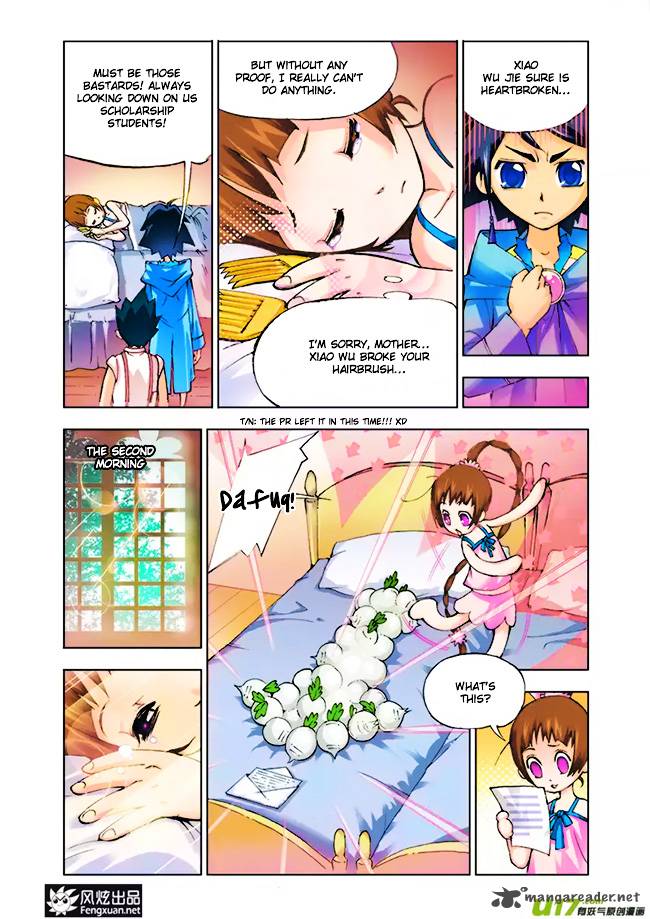 MUST BE THOSE
BASTARDS! ALWAYS
LOOKING DOWN ON US
SCHOLARSHIP
STUDENTS!
BUT WITHOUT ANY
PROOF, I REALLY CAN'T
DO ANYTHING.
XIAO
WU JIE SURE IS
HEARTBROKEN...
I'M SORRY, MOTHER...
XIAO WU BROKE YOUR
HAIRBRUSH...
T/N: THE PR LEFT IT IN THIS TIME!!! XD
THE SECOND
MORNING
Dafuq!
WHAT'S
THIS?
风炫出品
Fengxuan.net
mangareader.net
U17.com
有妖气原创漫画